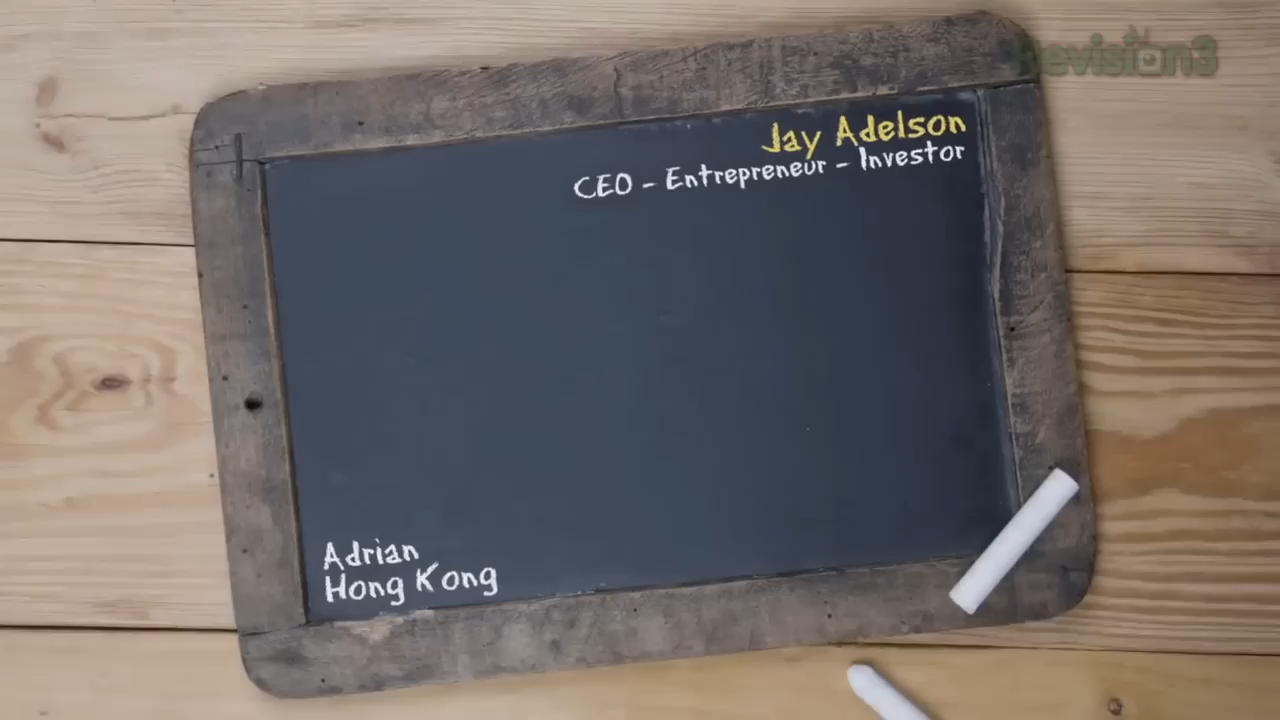 Revision3
Jay Adelson
CEO - Entrepreneur - Investor
Adrian
Hong Kong